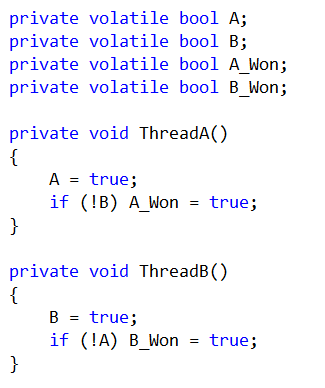 private volatile bool A;
private volatile bool B;
private volatile bool A_Won;
private volatile bool B_Won;

private void ThreadA()
{
    A = true;
    if (!B) A_Won = true;
}

private void ThreadB()
{
    B = true;
    if (!A) B_Won = true;
}